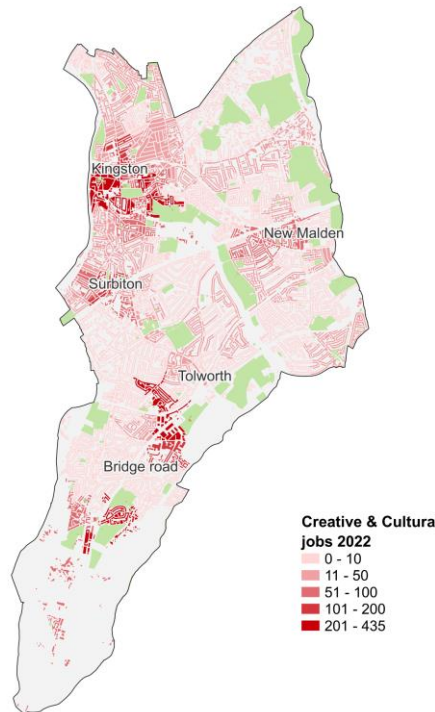 Kingston
New Malden
Surbiton
Tolworth
Bridge road
Creative & Cultura
jobs 2022
0 - 10
11 - 50
51 - 100
101 - 200
201 - 435